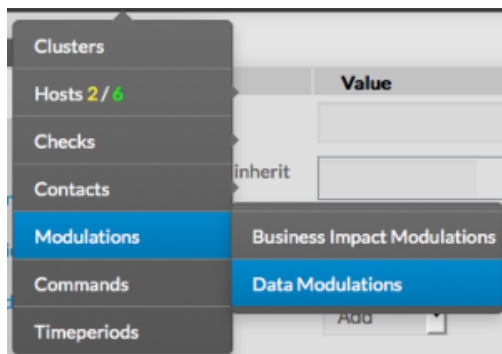 Clusters
Hosts 2 / 6
Value
Checks
inherit
Contacts
Modulations
Business Impact Modulations
Commands
Data Modulations
Add
Timeperiods